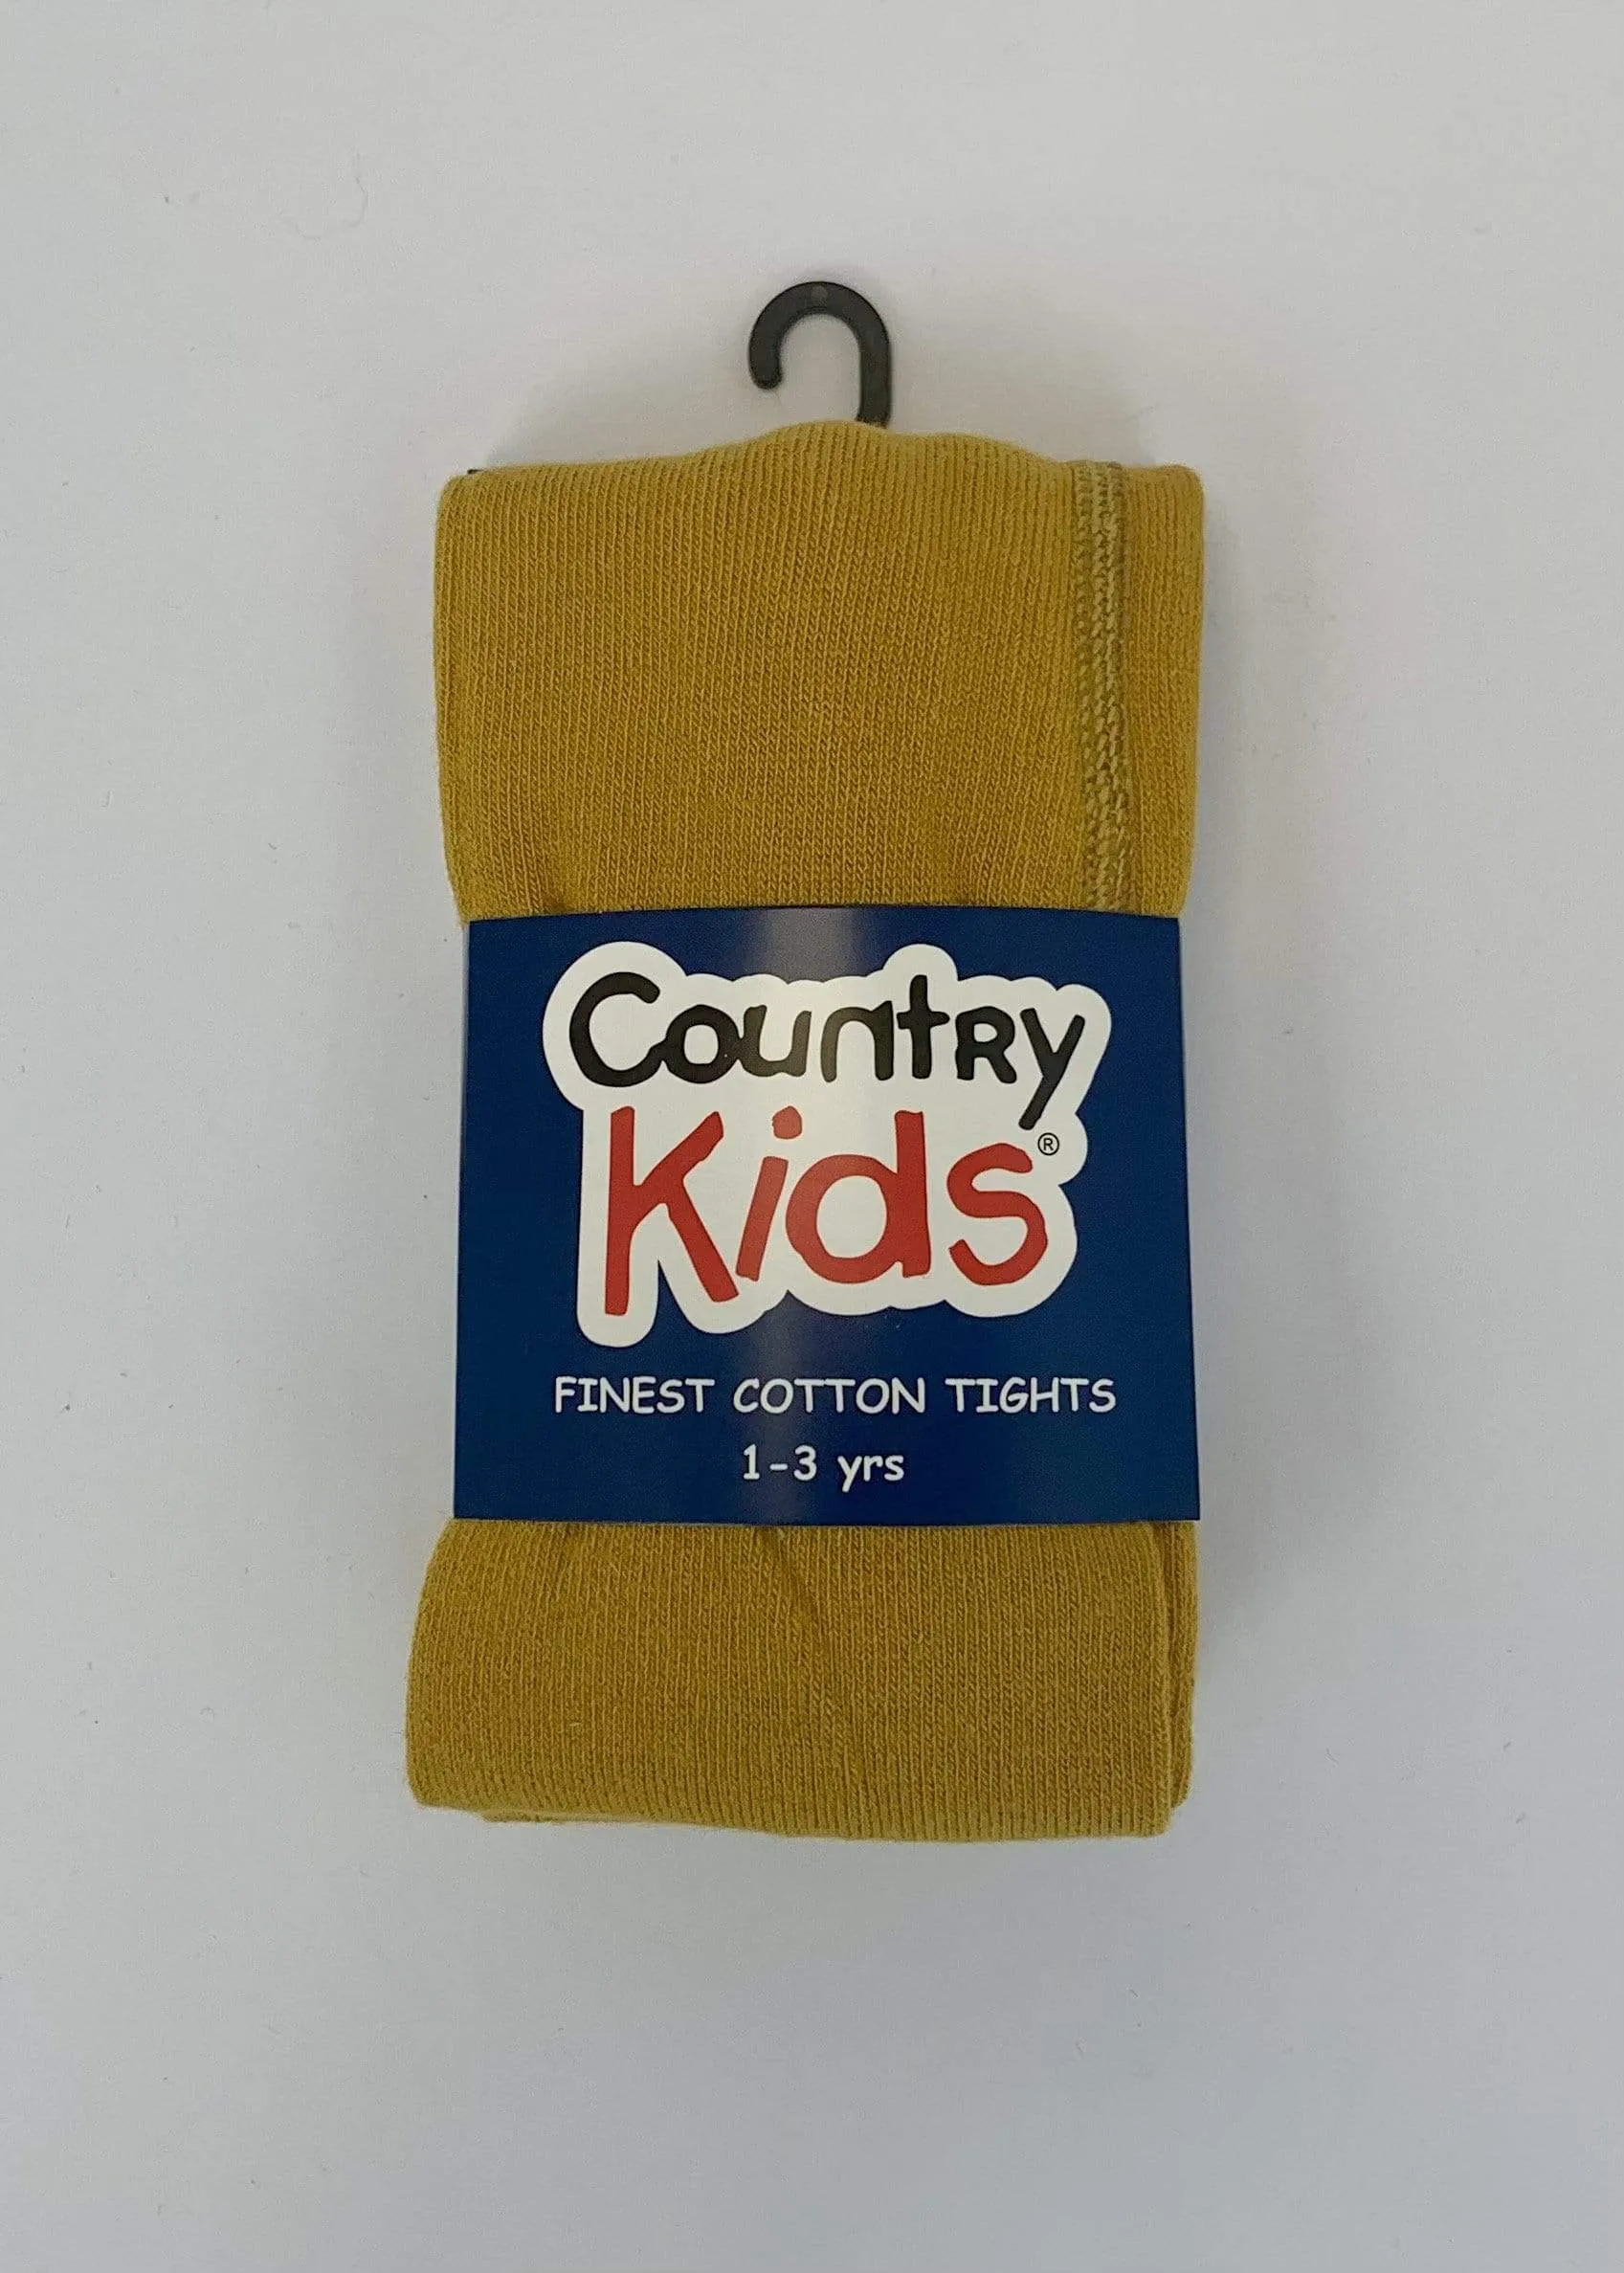 Country
Kids®
FINEST COTTON TIGHTS
1-3 yrs